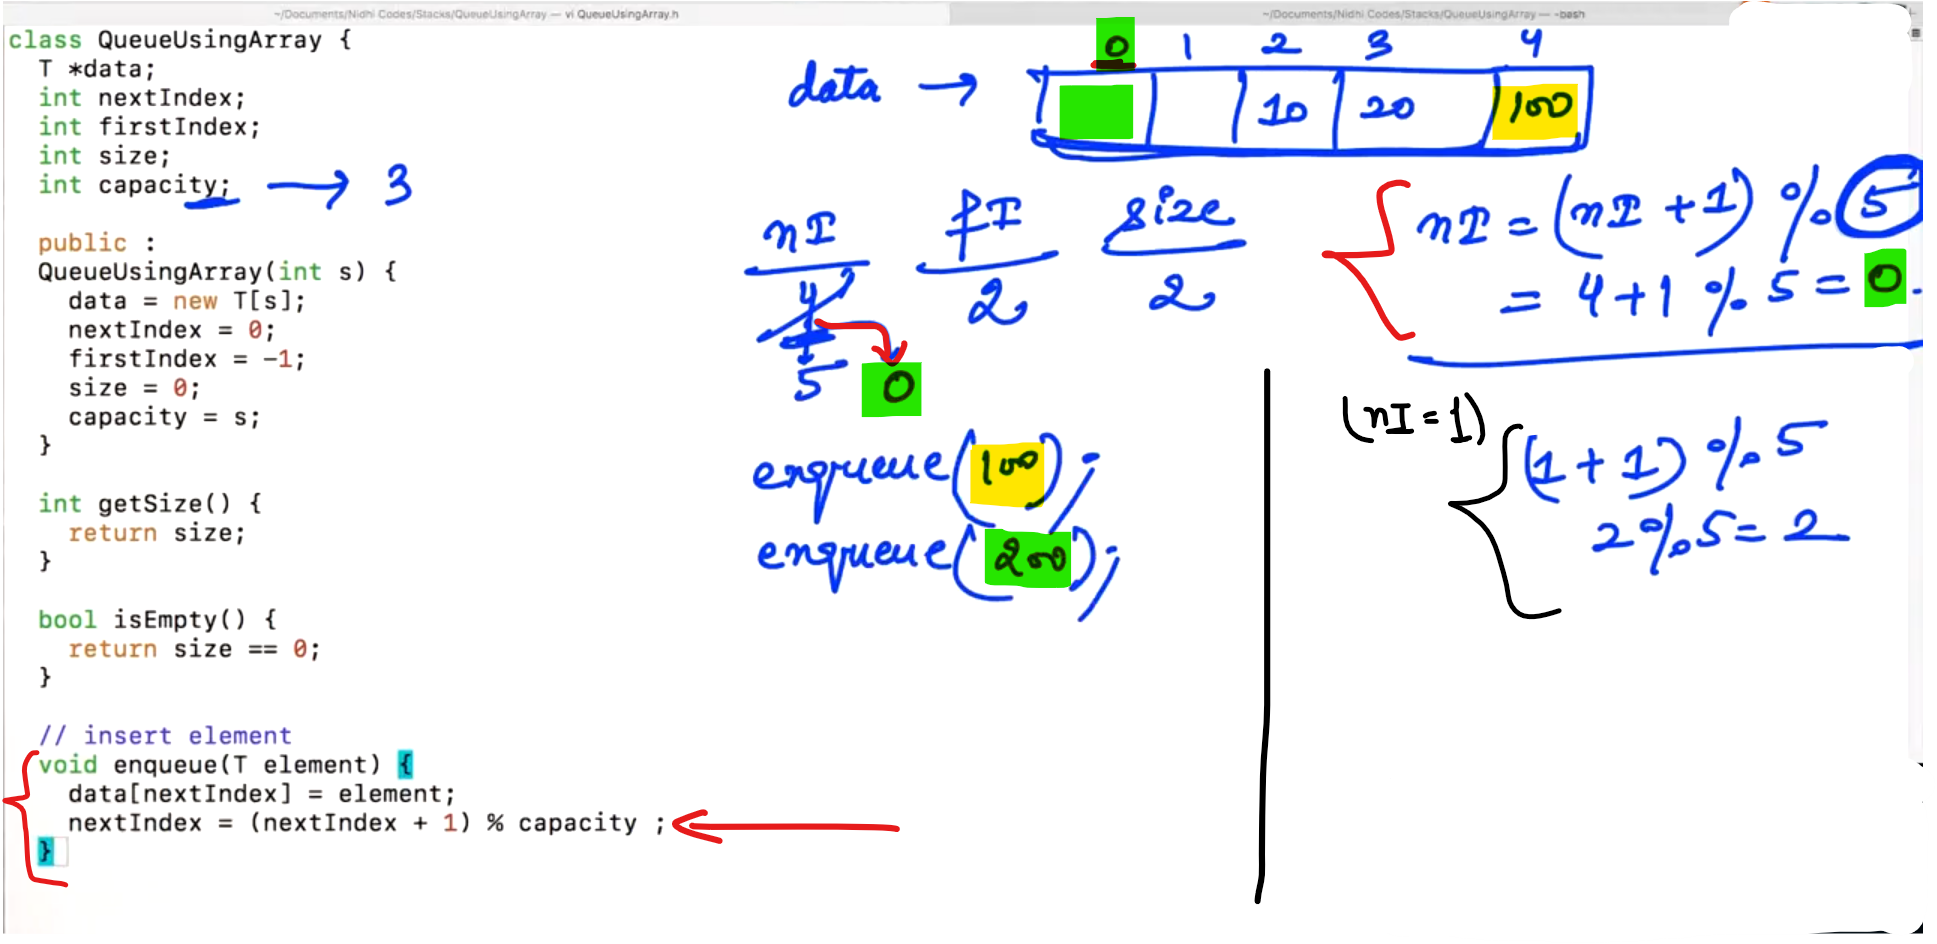 ~/Documents/Nidhi Codes/Stacks/QueueUsingArray — vi QueueUsingArray.h
~/Documents/Nidhi Codes/Stacks/QueueUsingArray — -bash
class QueueUsingArray {
T *data;
int nextIndex;
int firstIndex;
int size;
int capacity; → 3
public :
QueueUsingArray(int s) {
data = new T[s];
nextIndex = 0;
firstIndex = -1;
size = 0;
capacity = s;
}
int getSize() {
return size;
}
bool isEmpty() {
return size == 0;
}
// insert element
void enqueue(T element) {
data[nextIndex] = element;
nextIndex = (nextIndex + 1) % capacity ;
}
0 1 2 3 4
data → 10 20 100
nI fI size
4 2 2
5 0
enqueue(100);
enqueue(200);
nI = (nI + 1) % 5
= 4+1 % 5 = 0.
(nI = 1)
(1 + 1) % 5
2 % 5 = 2